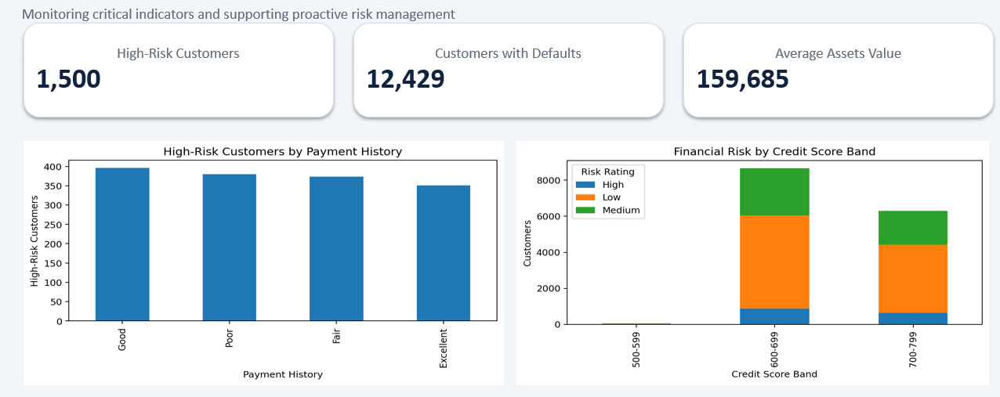 Monitoring critical indicators and supporting proactive risk management
High-Risk Customers
1,500
Customers with Defaults
12,429
Average Assets Value
159,685
High-Risk Customers by Payment History
High-Risk Customers
400
350
300
250
200
150
100
50
0
Good
Poor
Fair
Excellent
Payment History
Financial Risk by Credit Score Band
Risk Rating
High
Low
Medium
Customers
8000
6000
4000
2000
0
500-599
600-699
700-799
Credit Score Band